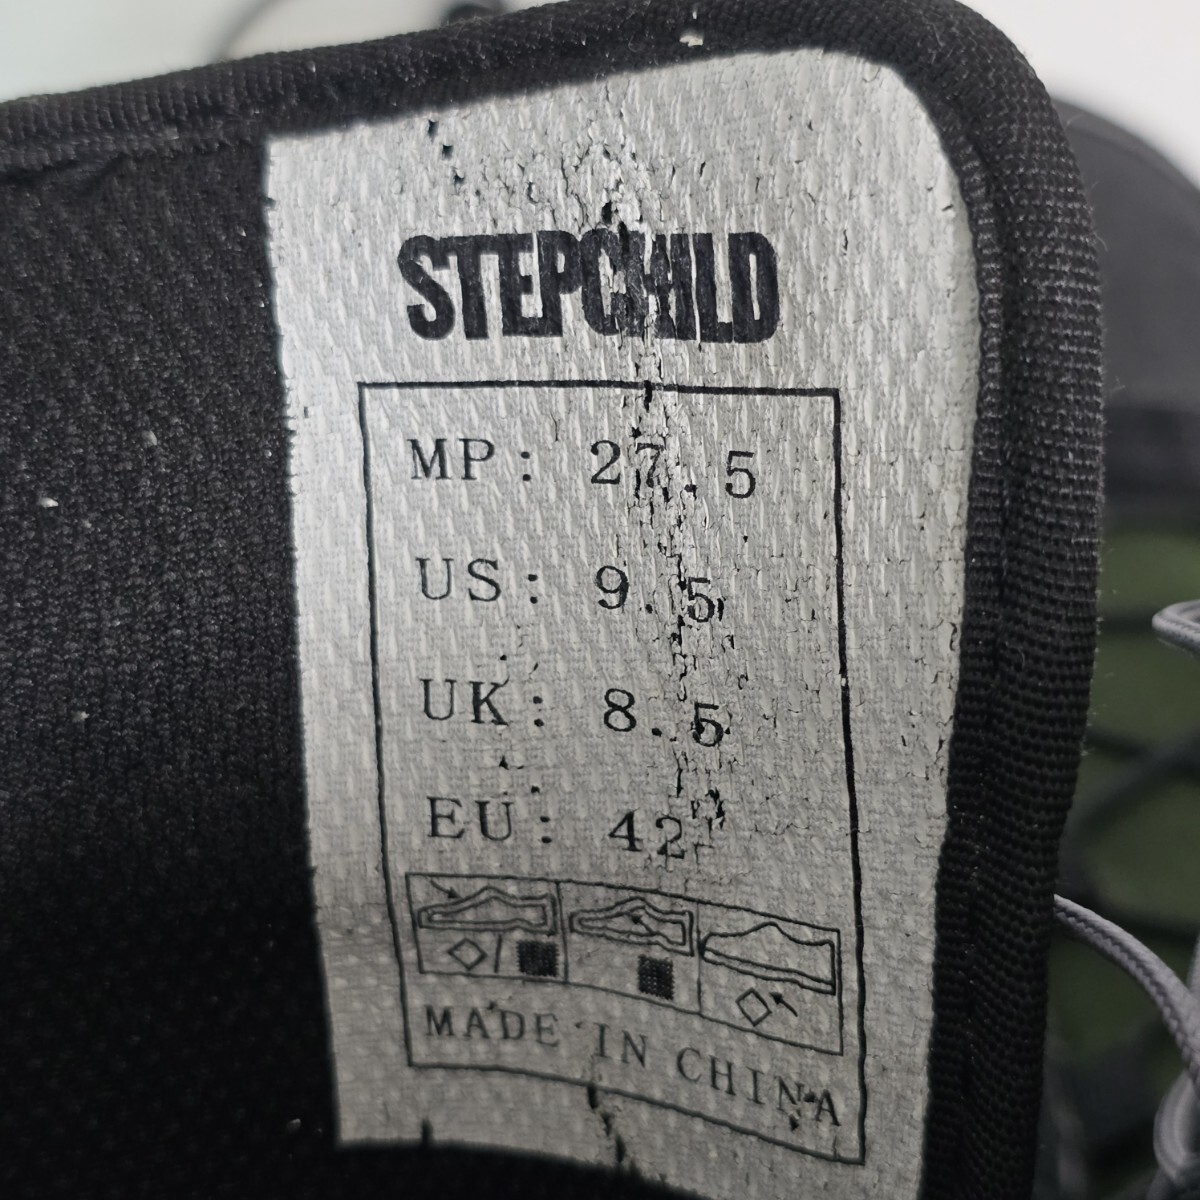 STEPCHILD
MP: 27.5
US: 9.5
UK: 8.5
EU: 42
MADE IN CHINA